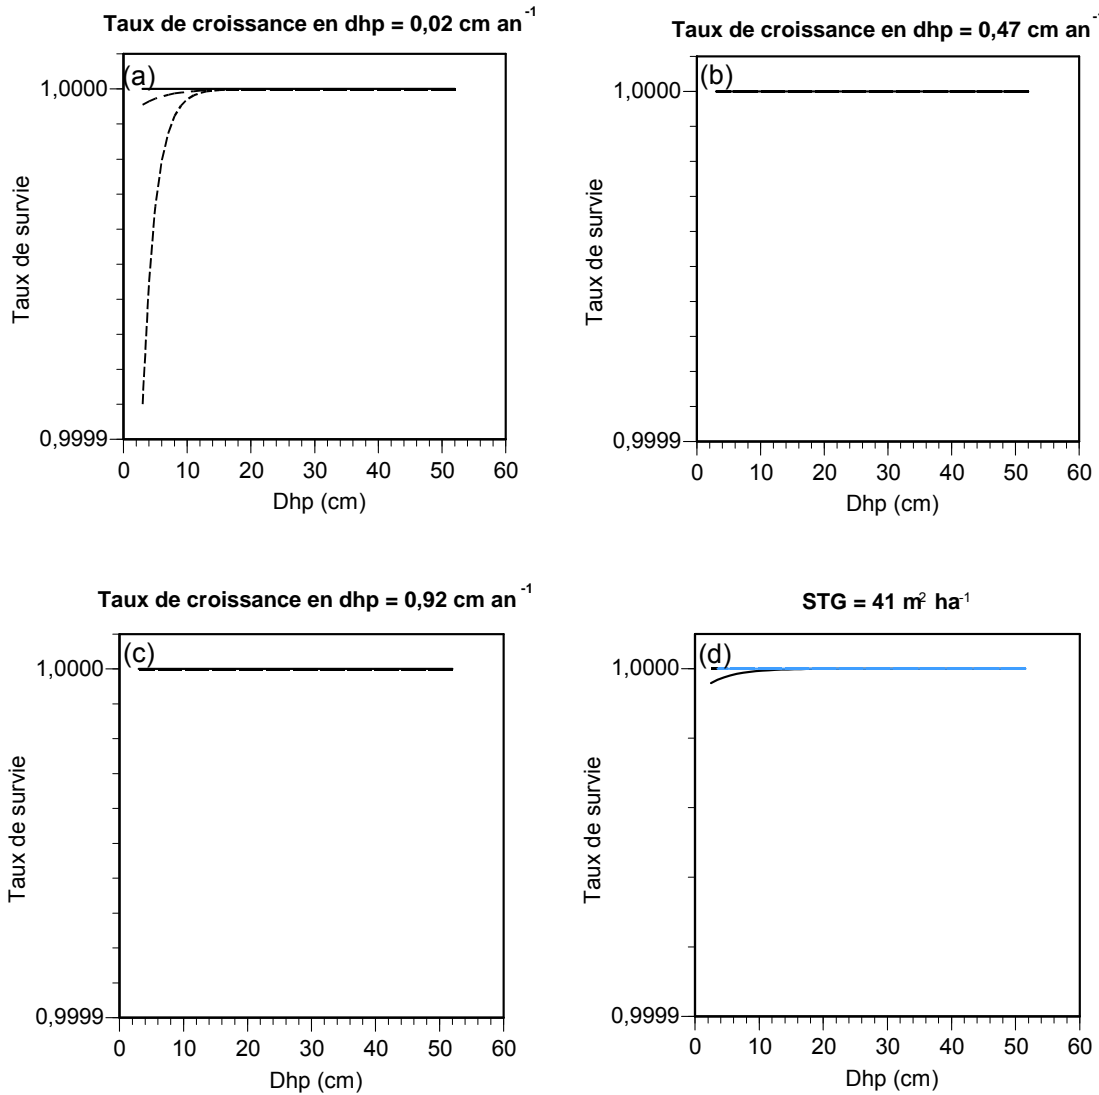 Taux de croissance en dhp = 0,02 cm an⁻¹
(a)
1,0000
0,9999
Taux de survie
0 10 20 30 40 50 60
Dhp (cm)
Taux de croissance en dhp = 0,47 cm an⁻¹
(b)
1,0000
0,9999
Taux de survie
0 10 20 30 40 50 60
Dhp (cm)
Taux de croissance en dhp = 0,92 cm an⁻¹
(c)
1,0000
0,9999
Taux de survie
0 10 20 30 40 50 60
Dhp (cm)
STG = 41 m² ha⁻¹
(d)
1,0000
0,9999
Taux de survie
0 10 20 30 40 50 60
Dhp (cm)